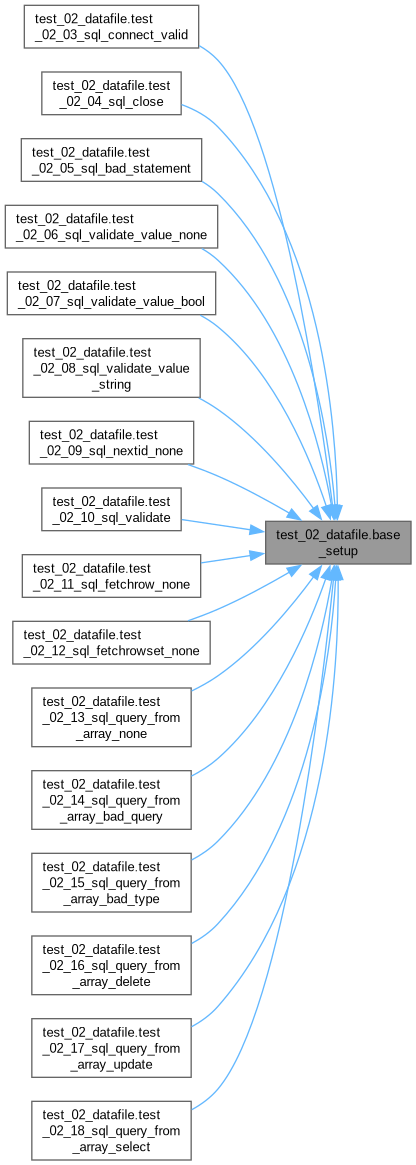 test_02_datafile.test
_02_03_sql_connect_valid
test_02_datafile.test
_02_04_sql_close
test_02_datafile.test
_02_05_sql_bad_statement
test_02_datafile.test
_02_06_sql_validate_value_none
test_02_datafile.test
_02_07_sql_validate_value_bool
test_02_datafile.test
_02_08_sql_validate_value
_string
test_02_datafile.test
_02_09_sql_nextid_none
test_02_datafile.test
_02_10_sql_validate
test_02_datafile.base
_setup
test_02_datafile.test
_02_11_sql_fetchrow_none
test_02_datafile.test
_02_12_sql_fetchrowset_none
test_02_datafile.test
_02_13_sql_query_from
_array_none
test_02_datafile.test
_02_14_sql_query_from
_array_bad_query
test_02_datafile.test
_02_15_sql_query_from
_array_bad_type
test_02_datafile.test
_02_16_sql_query_from
_array_delete
test_02_datafile.test
_02_17_sql_query_from
_array_update
test_02_datafile.test
_02_18_sql_query_from
_array_select